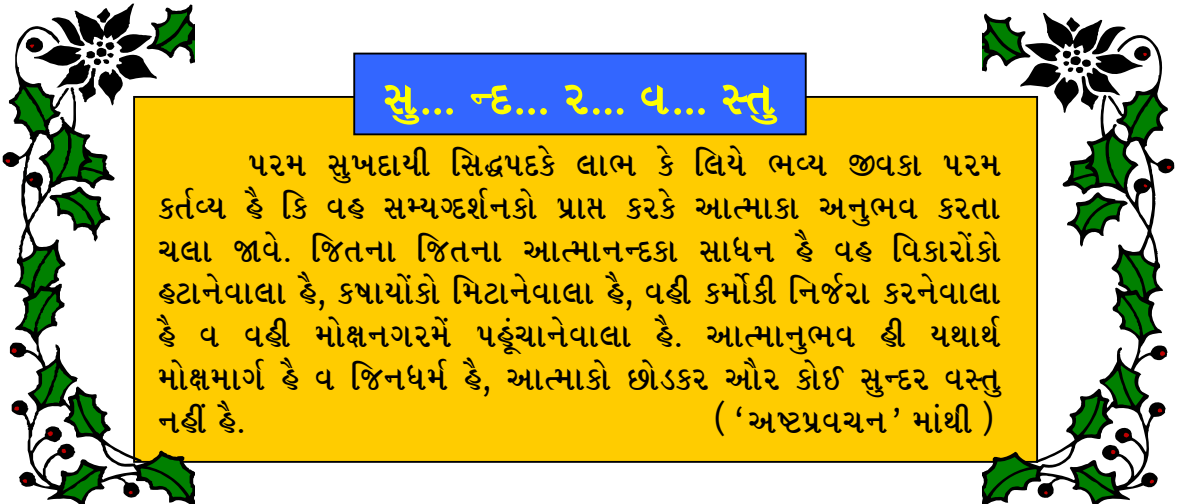 સુ... ન્દ... ર... વ... સ્તુ
પરમ સુખદાયી સિદ્ધપદકે લાભ કે લિયે ભવ્ય જીવકા પરમ
કર્તવ્ય હૈ કિ વહ સમ્યગ્દર્શનકો પ્રાપ્ત કરકે આત્માકા અનુભવ કરતા
ચલા જાવે. જિતના જિતના આત્માનન્દકા સાધન હૈ વહ વિકારોંકો
હટાનેવાલા હૈ, કષાયોંકો મિટાનેવાલા હૈ, વહી કર્મોકી નિર્જરા કરનેવાલા
હૈ વ વહી મોક્ષનગરમેં પહૂંચાનેવાલા હૈ. આત્માનુભવ હી યથાર્થ
મોક્ષમાર્ગ હૈ વ જિનધર્મ હૈ, આત્માકો છોડકર ઔર કોઈ સુન્દર વસ્તુ
નહીં હૈ. ( ‘અષ્ટપ્રવચન’ માંથી )